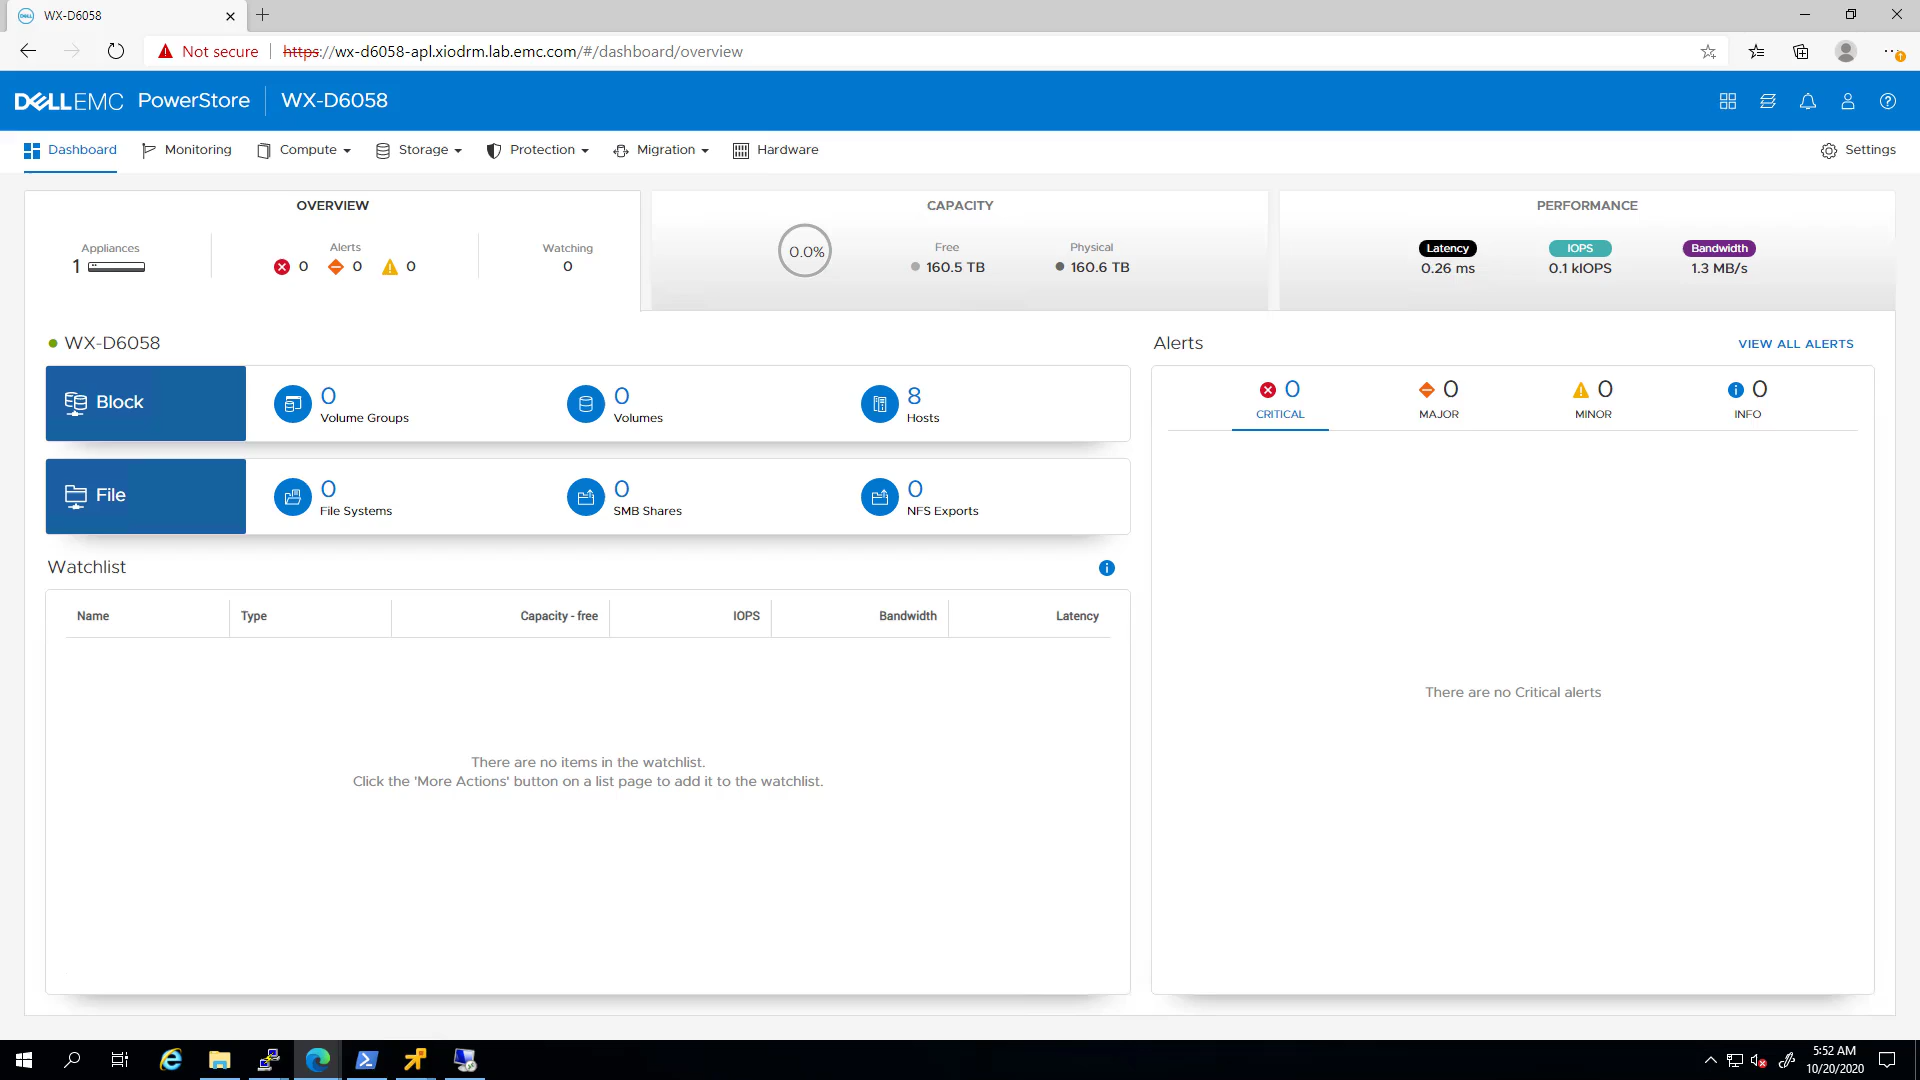 WX-D6058
Not secure https://wx-d6058-apl.xiodrm.lab.emc.com/#/dashboard/overview
DELLEMC PowerStore WX-D6058
Dashboard Monitoring Compute Storage Protection Migration Hardware Settings
OVERVIEW
Appliances
1
Alerts
0 0 0
Watching
0
CAPACITY
0.0%
Free
160.5 TB
Physical
160.6 TB
PERFORMANCE
Latency
0.26 ms
IOPS
0.1 kIOPS
Bandwidth
1.3 MB/s
WX-D6058
Block
0
Volume Groups
0
Volumes
8
Hosts
File
0
File Systems
0
SMB Shares
0
NFS Exports
Watchlist
Name Type Capacity - free IOPS Bandwidth Latency
There are no items in the watchlist.
Click the 'More Actions' button on a list page to add it to the watchlist.
Alerts VIEW ALL ALERTS
0
CRITICAL
0
MAJOR
0
MINOR
0
INFO
There are no Critical alerts
5:52 AM
10/20/2020